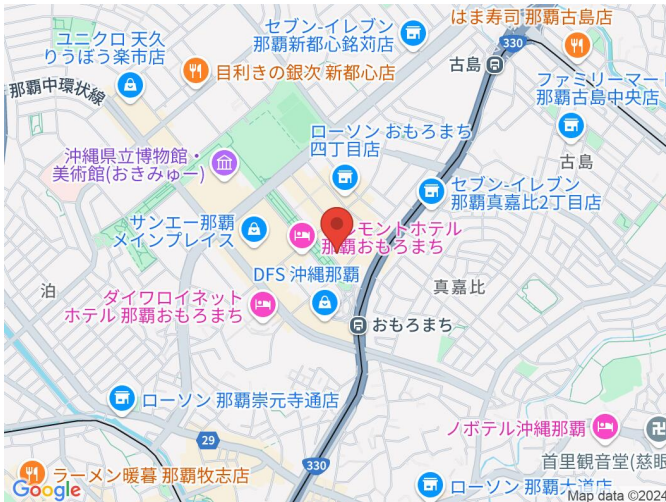 はま寿司 那覇古島店
セブン-イレブン
那覇新都心銘苅店
330
ユニクロ 天久
りうぼう楽市店
目利きの銀次 新都心店
古島
ファミリーマー
那覇古島中央店
那覇中環状線
ローソン おもろまち
四丁目店
沖縄県立博物館・
美術館(おきみゅー)
古島
セブン-イレブン
那覇真嘉比2丁目店
サンエー那覇
メインプレイス
モントホテル
那覇おもろまち
DFS 沖縄那覇
泊
真嘉比
ダイワロイネット
ホテル 那覇おもろまち
おもろまち
ローソン 那覇崇元寺通店
29
ノボテル沖縄那覇
首里観音堂(慈眼
330
ラーメン暖暮 那覇牧志店
ローソン 那覇大道店
Google
Map data ©2024